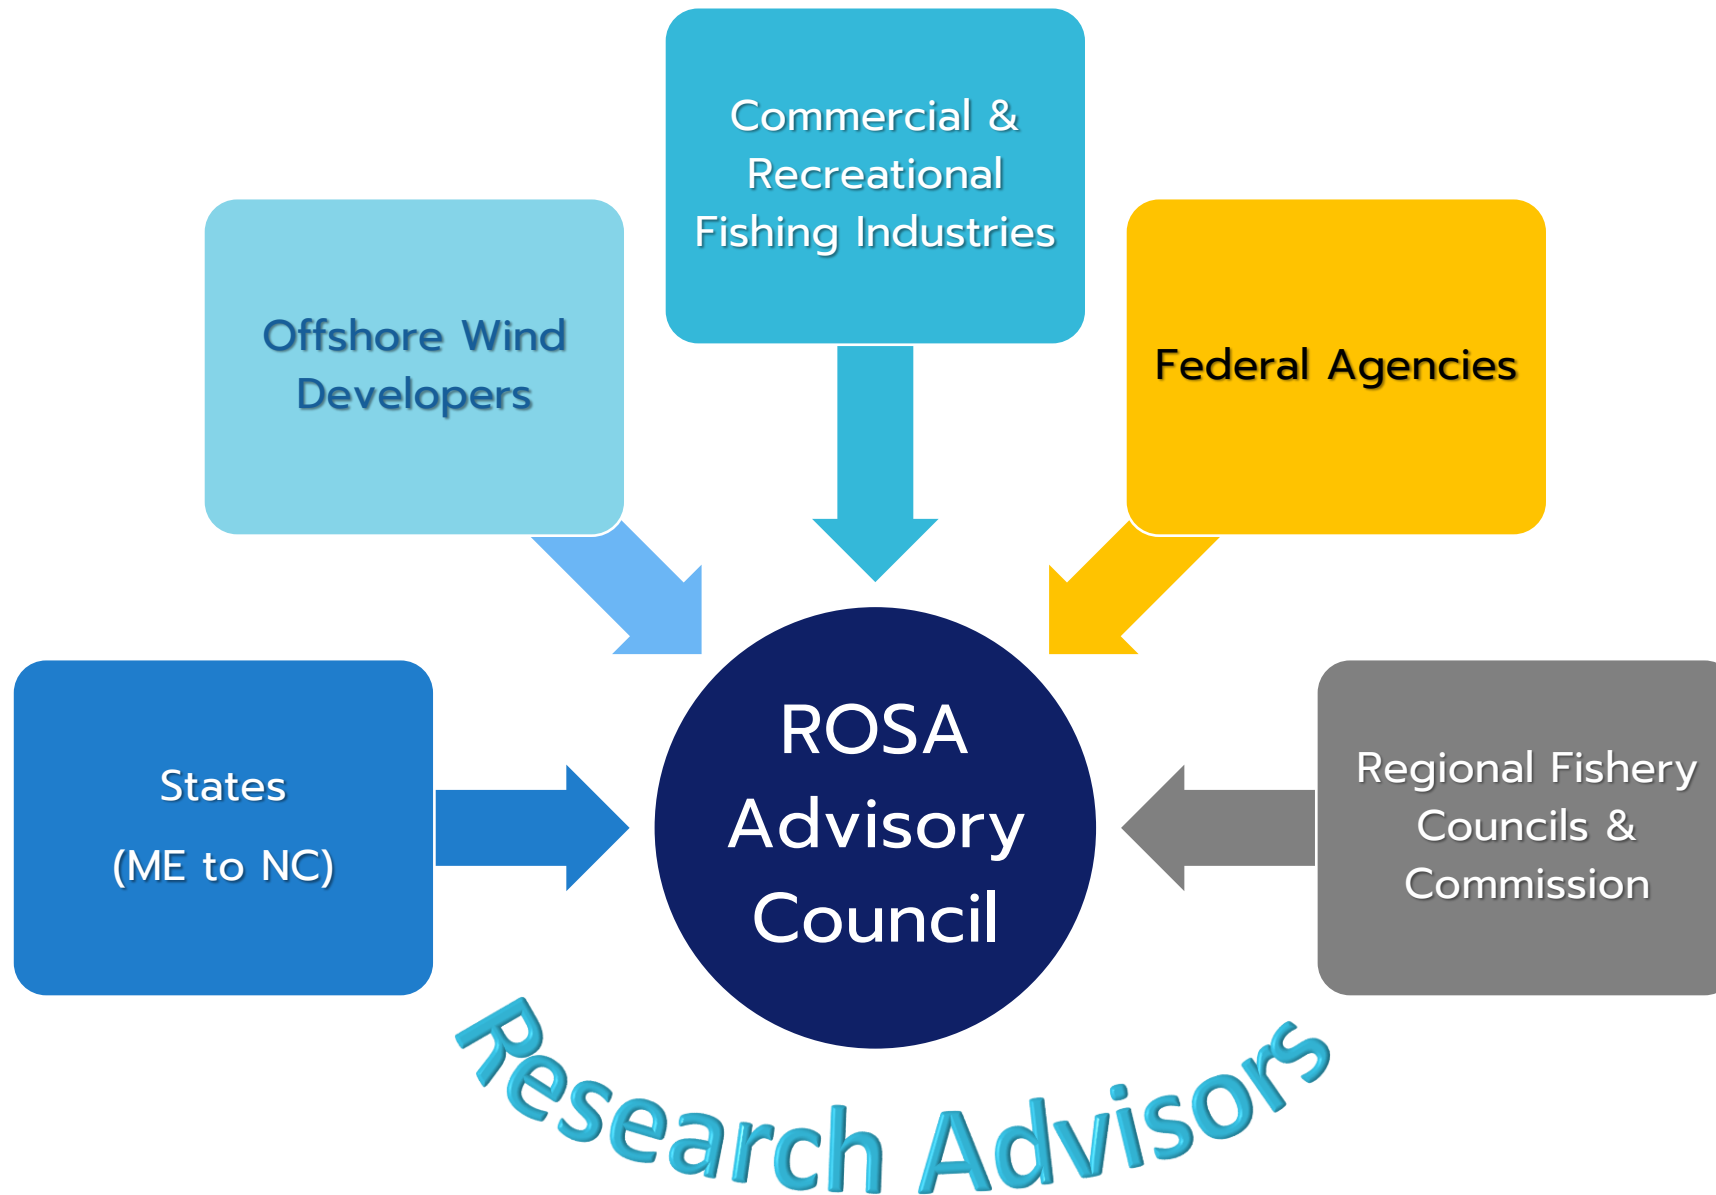 Commercial &
Recreational
Fishing Industries
Offshore Wind
Developers
Federal Agencies
States
(ME to NC)
ROSA
Advisory
Council
Regional Fishery
Councils &
Commission
Research Advisors